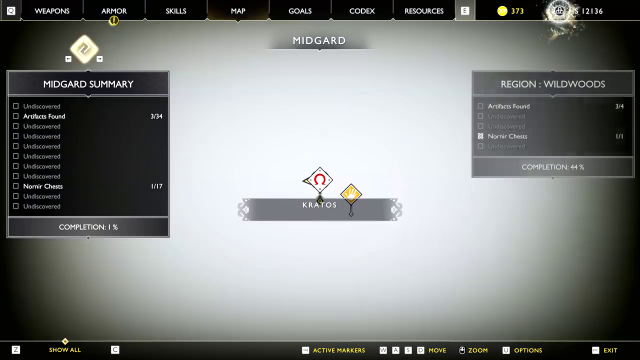 Q WEAPONS ARMOR SKILLS MAP GOALS CODEX RESOURCES E 373 12136
MIDGARD
MIDGARD SUMMARY
Undiscovered
Artifacts Found 3/34
Undiscovered
Undiscovered
Undiscovered
Undiscovered
Undiscovered
Undiscovered
Nornir Chests 1/17
Undiscovered
Undiscovered
COMPLETION: 1 %
REGION : WILDWOODS
Artifacts Found 3/4
Undiscovered
Nornir Chests 1/1
Undiscovered
COMPLETION: 44 %
KRATOS
Z SHOW ALL C ACTIVE MARKERS W A S D MOVE ZOOM U OPTIONS EXIT